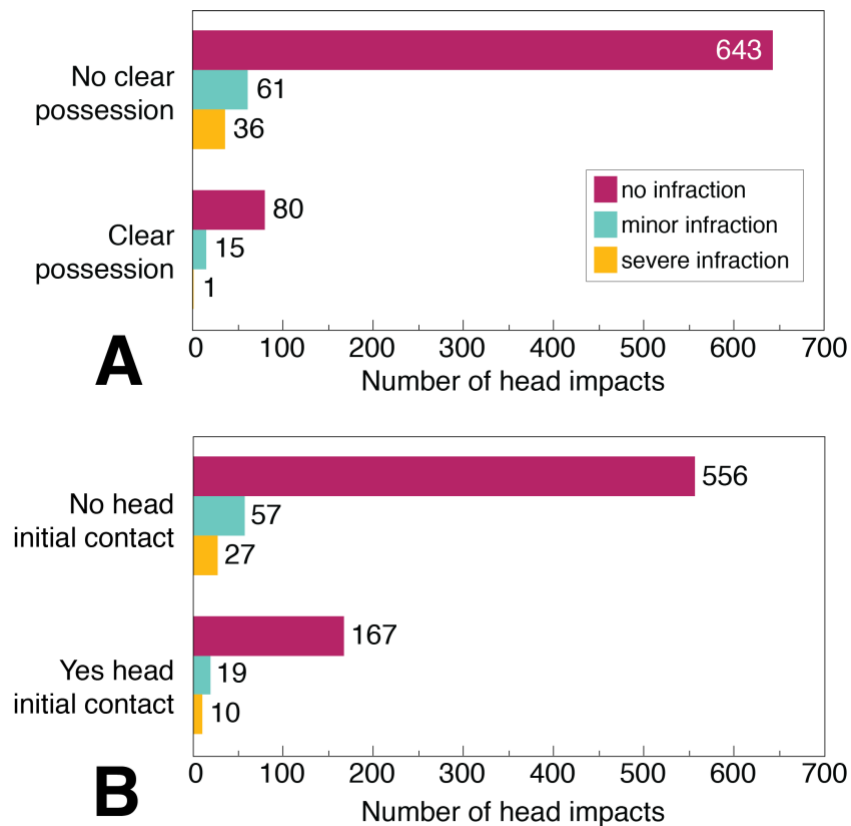 643
No clear
possession
61
36
80
Clear
possession
15
1
no infraction
minor infraction
severe infraction
0 100 200 300 400 500 600 700
Number of head impacts
A
556
No head
initial contact
57
27
167
Yes head
initial contact
19
10
0 100 200 300 400 500 600 700
Number of head impacts
B